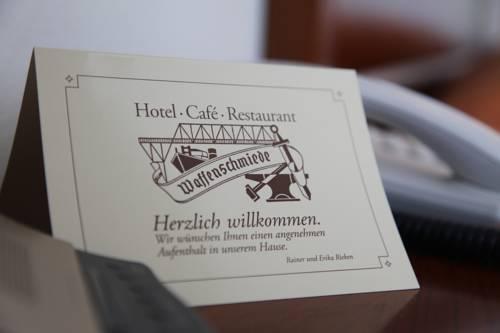 Hotel · Café · Restaurant
Waffenschmiede
Herzlich willkommen.
Wir wünschen Ihnen einen angenehmen
Aufenthalt in unserem Hause.
Rainer und Erika Rieken